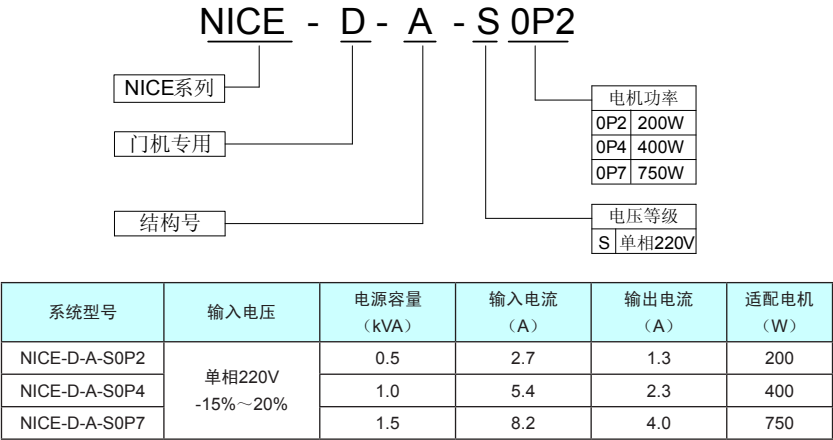 NICE - D - A - S 0P2
NICE系列
门机专用
结构号
电机功率
0P2 200W
0P4 400W
0P7 750W
电压等级
S 单相220V
系统型号 输入电压 电源容量（kVA） 输入电流（A） 输出电流（A） 适配电机（W）
NICE-D-A-S0P2 单相220V -15%～20% 0.5 2.7 1.3 200
NICE-D-A-S0P4 1.0 5.4 2.3 400
NICE-D-A-S0P7 1.5 8.2 4.0 750